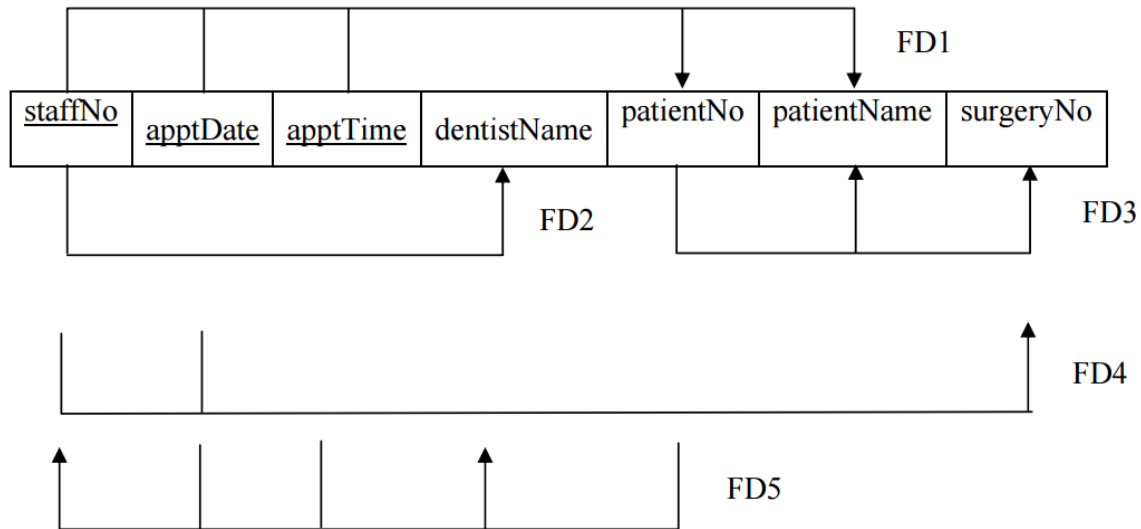 FD1
staffNo apptDate apptTime dentistName patientNo patientName surgeryNo
FD2 FD3
FD4
FD5